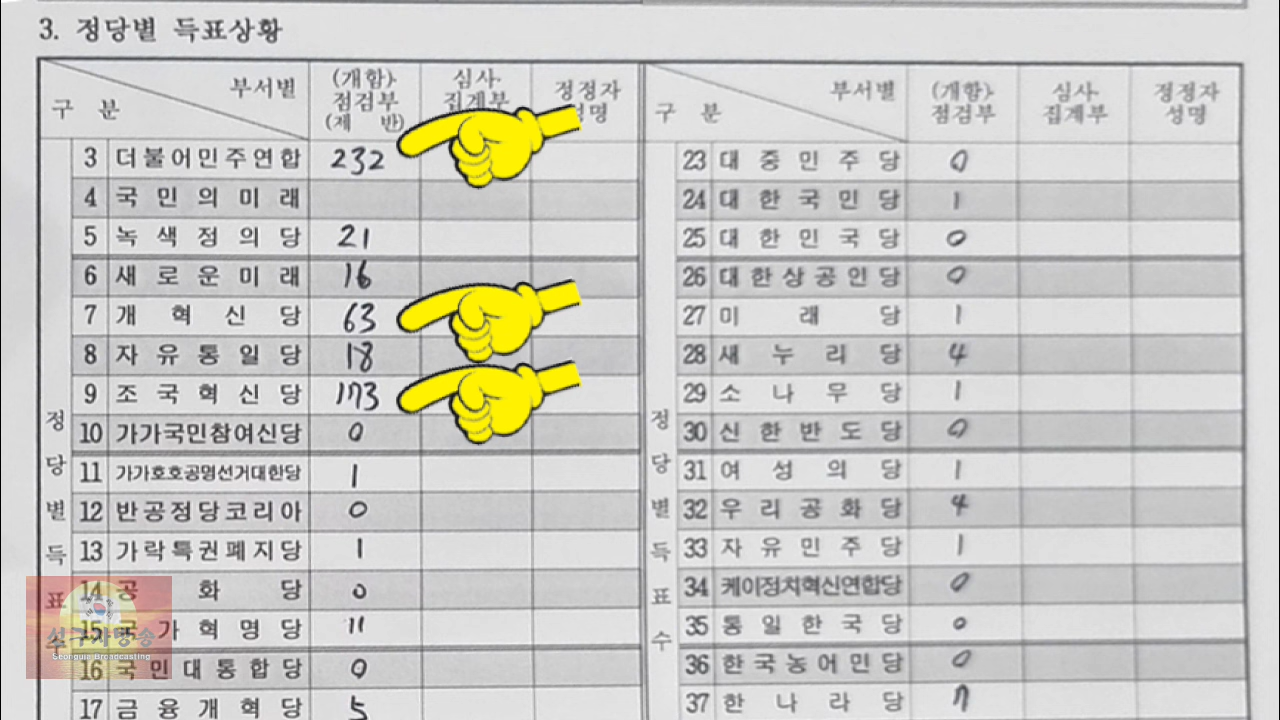 3. 정당별 득표상황
구 분 부서별 (개함)· 점검부 (제 반) 심사· 집계부 정정자 성명
정당별득표수
3 더불어민주연합 232
4 국민의미래
5 녹색정의당 21
6 새로운미래 16
7 개혁신당 63
8 자유통일당 18
9 조국혁신당 173
10 가가국민참여신당 0
11 가가호호공명선거대한당 1
12 반공정당코리아 0
13 가락특권폐지당 1
14 공화당 0
15 국가혁명당 11
16 국민대통합당 0
17 금융개혁당 5
구 분 부서별 (개함)· 점검부 심사· 집계부 정정자 성명
정당별득표수
23 대중민주당 0
24 대한국민당 1
25 대한민국당 0
26 대한상공인당 0
27 미래당 1
28 새누리당 4
29 소나무당 1
30 신한반도당 0
31 여성의당 1
32 우리공화당 4
33 자유민주당 1
34 케이정치혁신연합당 0
35 통일한국당 0
36 한국농어민당 0
37 한나라당 7
Seongujа Broadcasting